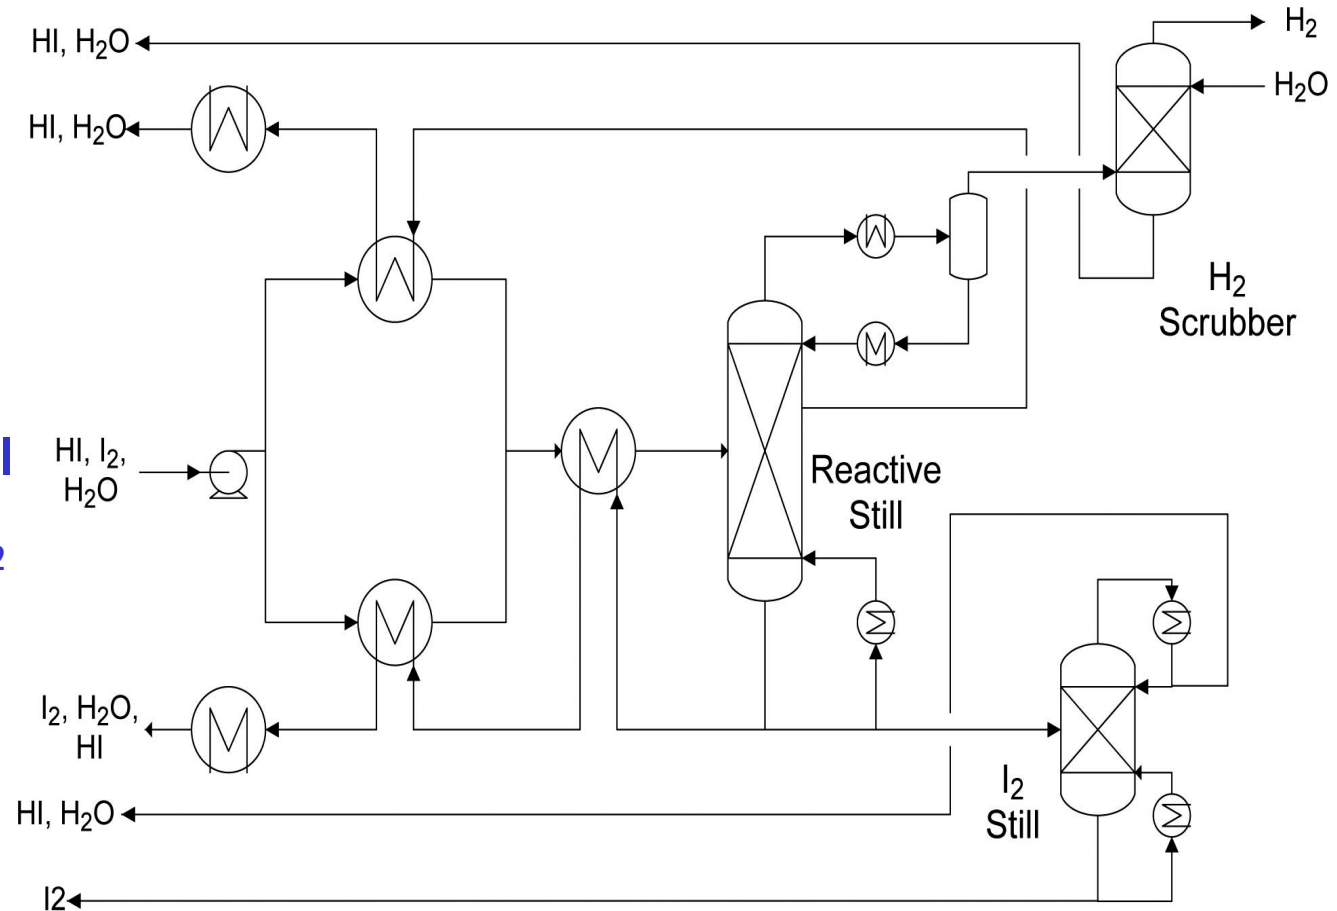 H₂
HI, H₂O
H₂O
HI, H₂O
H₂
Scrubber
HI, I₂,
H₂O
Reactive
Still
I₂, H₂O,
HI
I₂
Still
HI, H₂O
I2